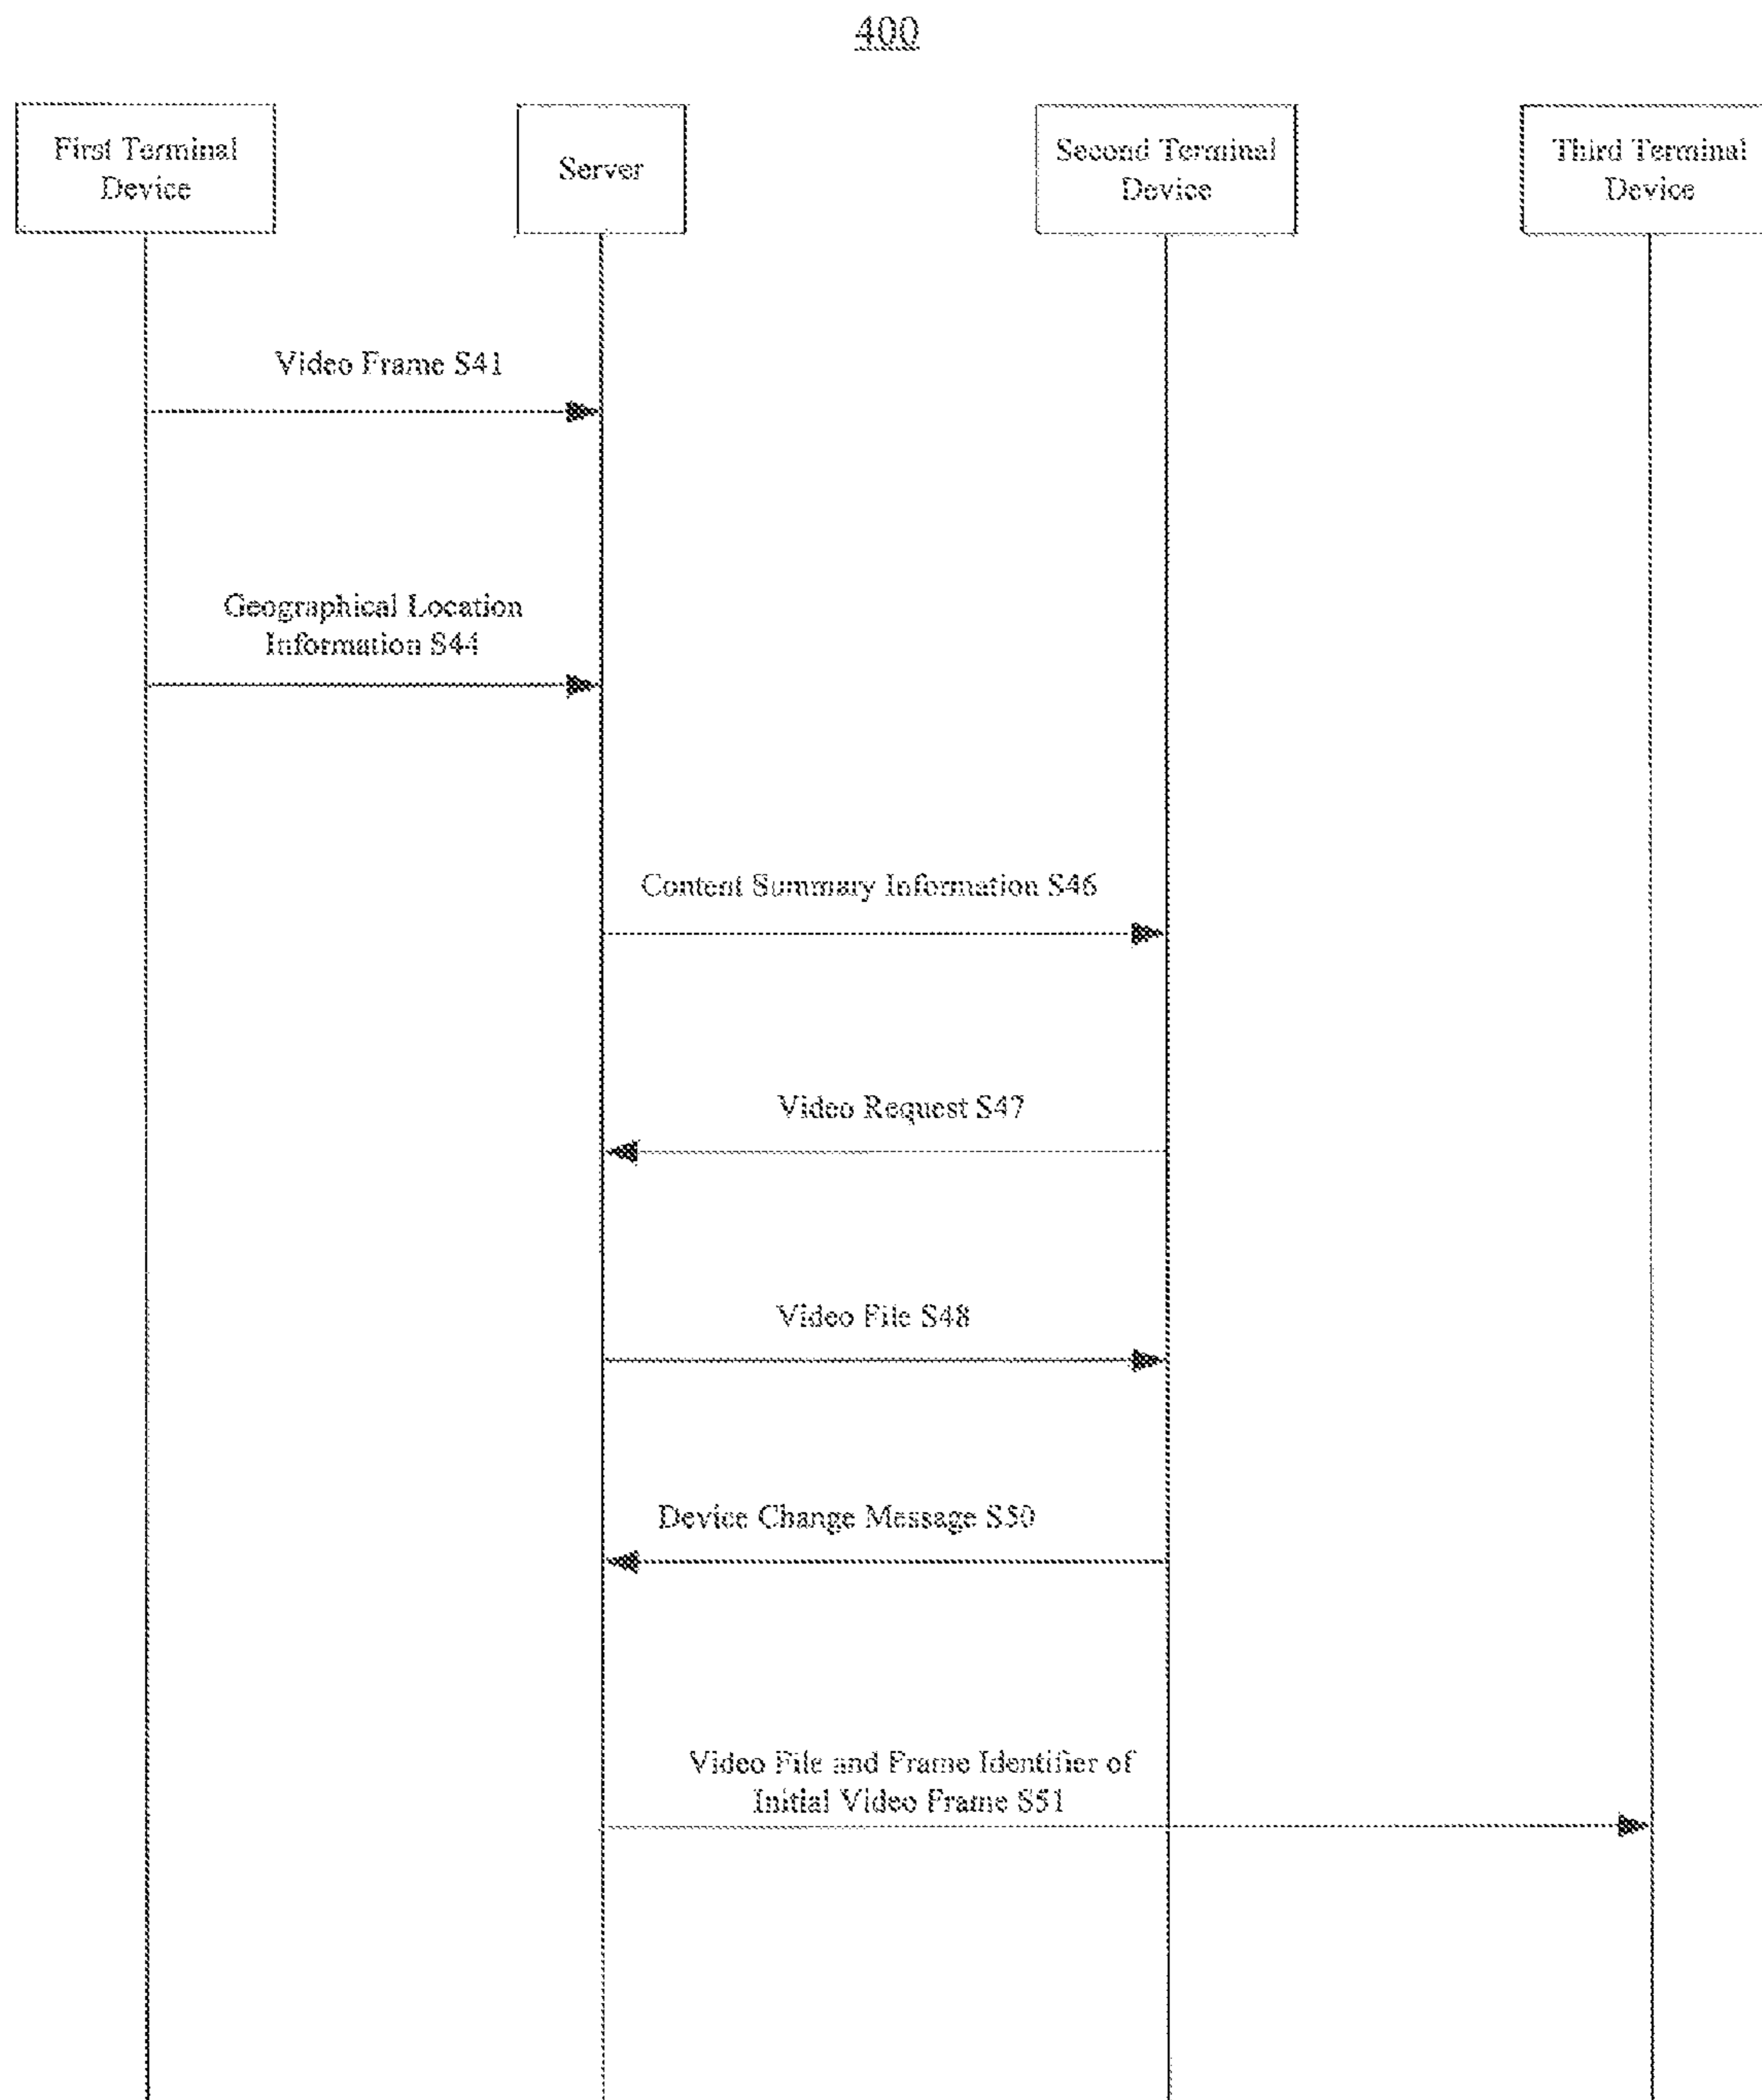 400
First Terminal
Device
Server
Second Terminal
Device
Third Terminal
Device
Video Frame S41
Geographical Location
Information S44
Content Summary Information S46
Video Request S47
Video File S48
Device Change Message S50
Video File and Frame Identifier of
Initial Video Frame S51